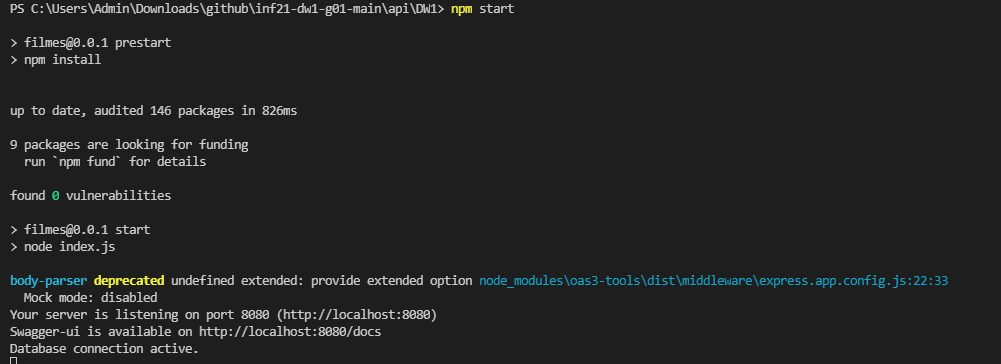 PS C:\Users\Admin\Downloads\github\inf21-dw1-g01-main\api\DW1> npm start
> filmes@0.0.1 prestart
> npm install
up to date, audited 146 packages in 826ms
9 packages are looking for funding
  run `npm fund` for details
found 0 vulnerabilities
> filmes@0.0.1 start
> node index.js
body-parser deprecated undefined extended: provide extended option node_modules\oas3-tools\dist\middleware\express.app.config.js:22:33
  Mock mode: disabled
Your server is listening on port 8080 (http://localhost:8080)
Swagger-ui is available on http://localhost:8080/docs
Database connection active.